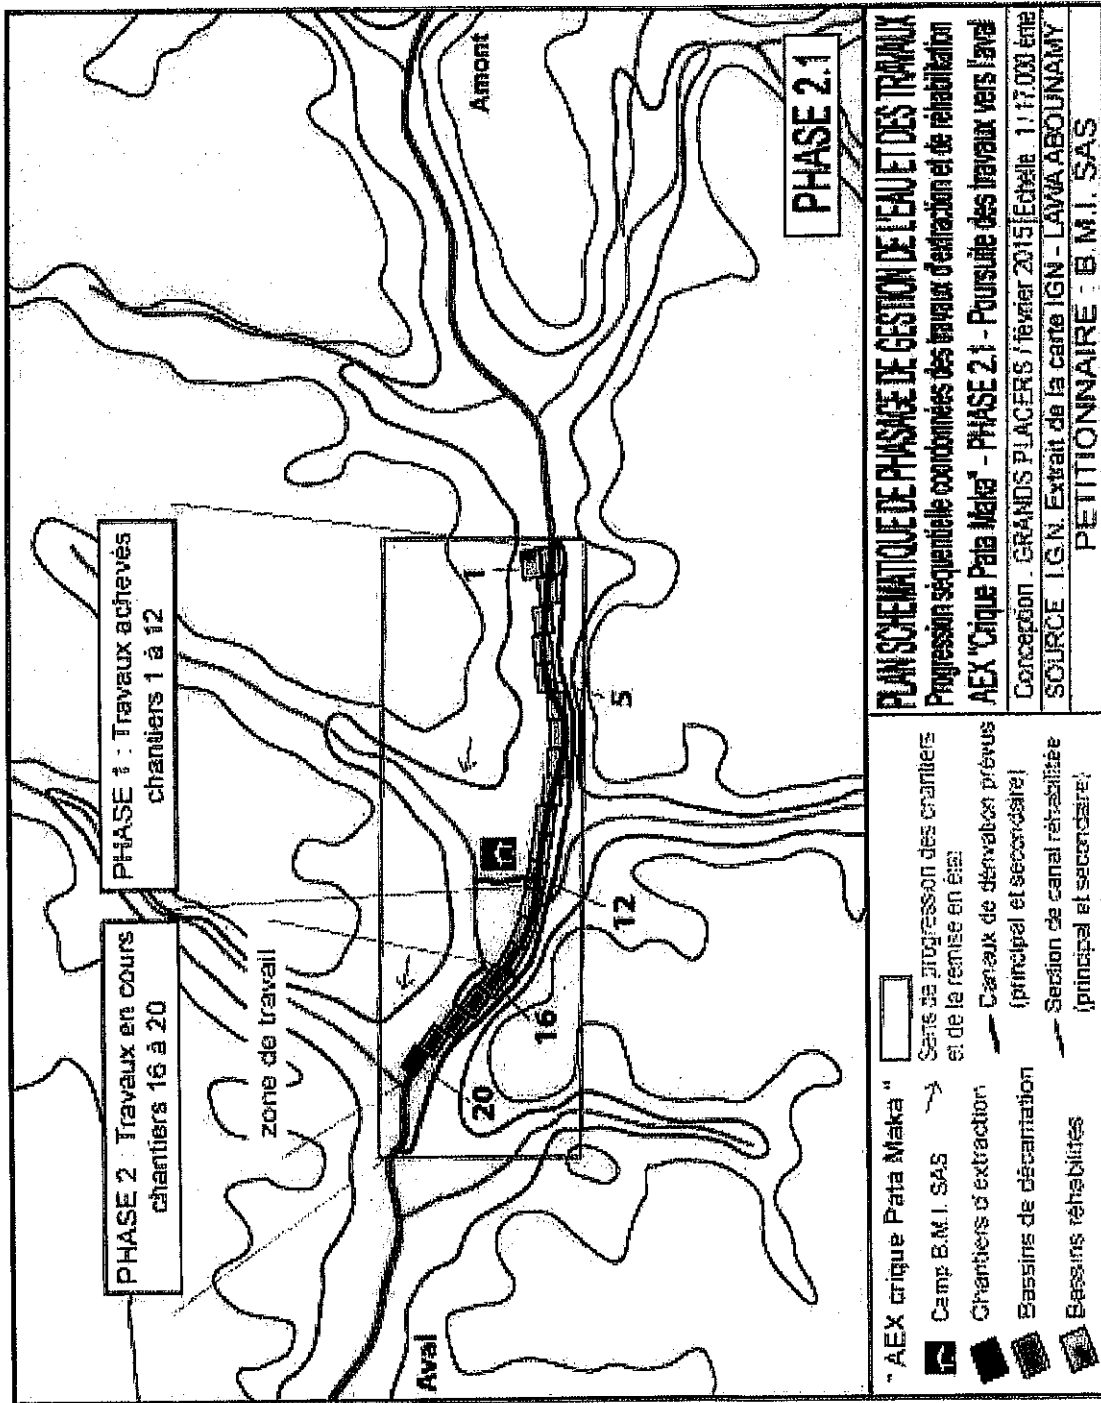 Amont
PHASE 2.1
PHASE 1 : Travaux achevés
chantiers 1 à 12
PHASE 2 Travaux en cours
chantiers 16 à 20
zone de travail
1
5
12
16
20
Aval
"AEX crique Pata Maka"
Camp B.M.I. SAS
Sens de progression des chantiers
et de la remise en état
Chantiers d'extraction
Canaux de dérivation prévus
(principal et secondaire)
Bassins de décantation
Section de canal réhabilitée
(principal et secondaire)
Bassins réhabilités
PLAN SCHEMATIQUE DE PHASAGE DE GESTION DE L'EAU ET DES TRAVAUX
Progression séquentielle coordonnées des travaux d'extraction et de réhabilitation
AEX "Crique Pata Maka" - PHASE 2.1 - Poursuite des travaux vers l'aval
Conception : GRANDS PLACERS / février 2015 Echelle 1 / 17.000 ème
SOURCE I.G.N. Extrait de la carte IGN - LAWA ABOUNAMY
PETITIONNAIRE : B.M.I. SAS